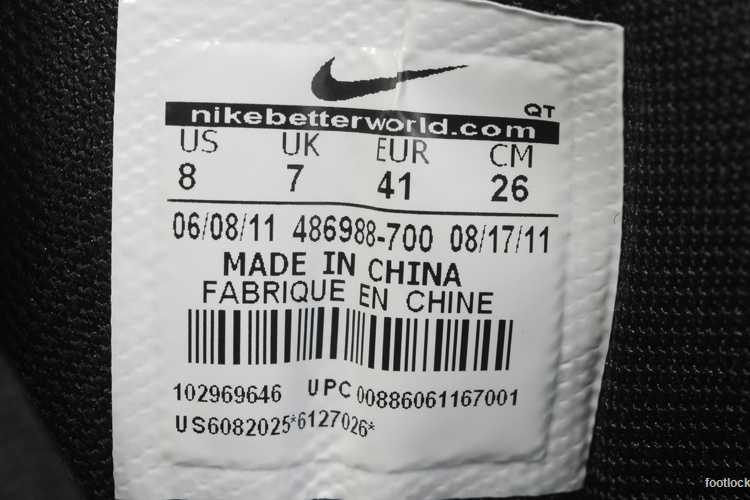 QT
nikebetterworld.com
US UK EUR CM
8 7 41 26
06/08/11 486988-700 08/17/11
MADE IN CHINA
FABRIQUE EN CHINE
102969646 UPC 00886061167001
US6082025*6127026*
footlock